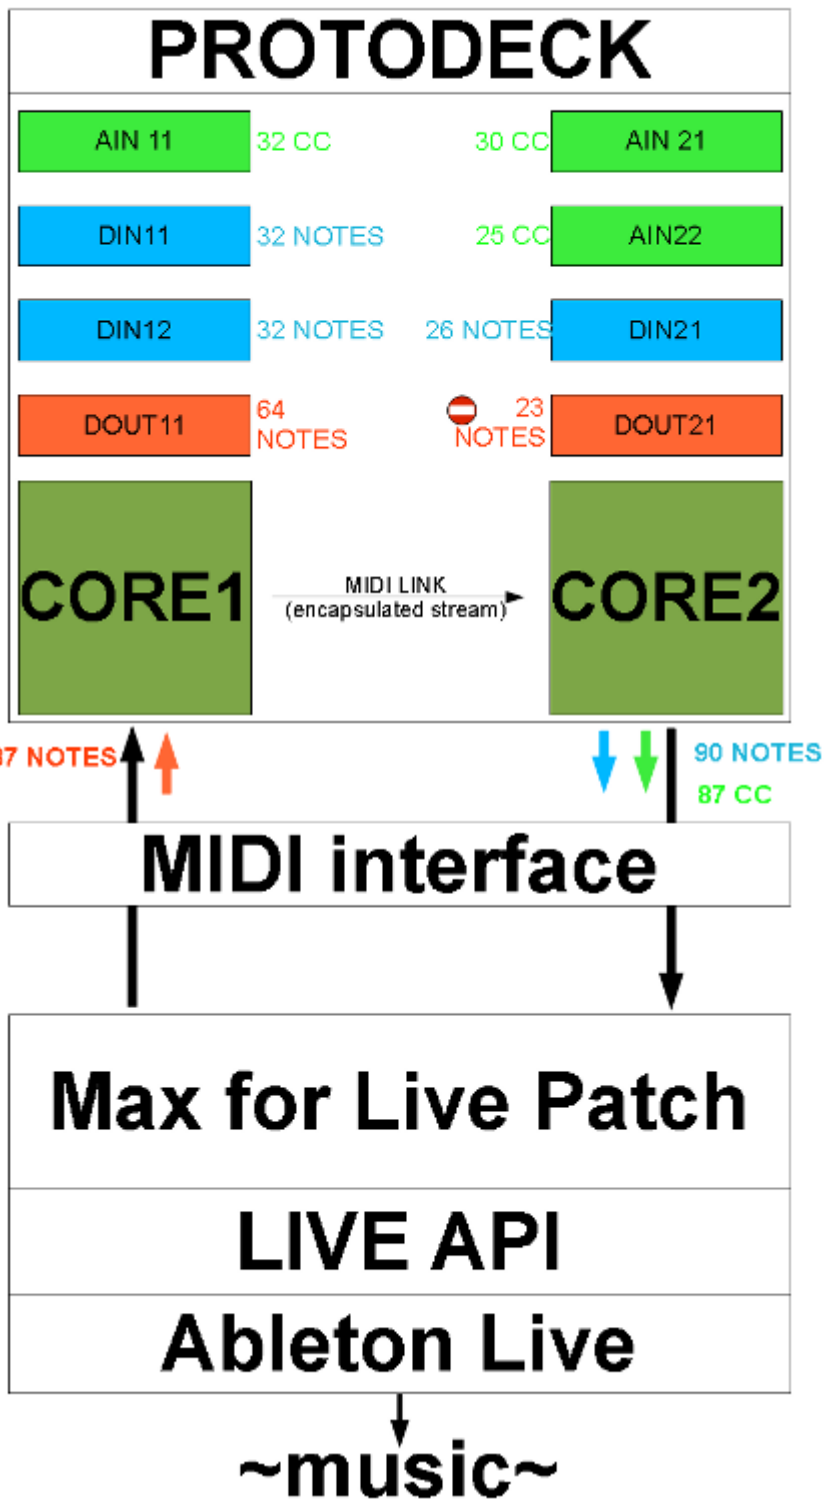 PROTODECK
AIN 11
32 CC
30 CC
AIN 21
DIN11
32 NOTES
25 CC
AIN22
DIN12
32 NOTES
26 NOTES
DIN21
DOUT11
64
NOTES
23
NOTES
DOUT21
CORE1
MIDI LINK
(encapsulated stream)
CORE2
7 NOTES
90 NOTES
87 CC
MIDI interface
Max for Live Patch
LIVE API
Ableton Live
~music~